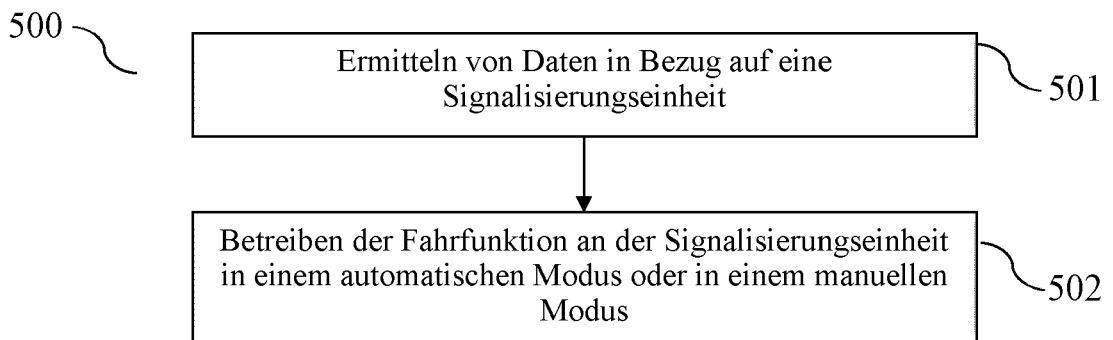 500
Ermitteln von Daten in Bezug auf eine
Signalisierungseinheit
501
Betreiben der Fahrfunktion an der Signalisierungseinheit
in einem automatischen Modus oder in einem manuellen
Modus
502